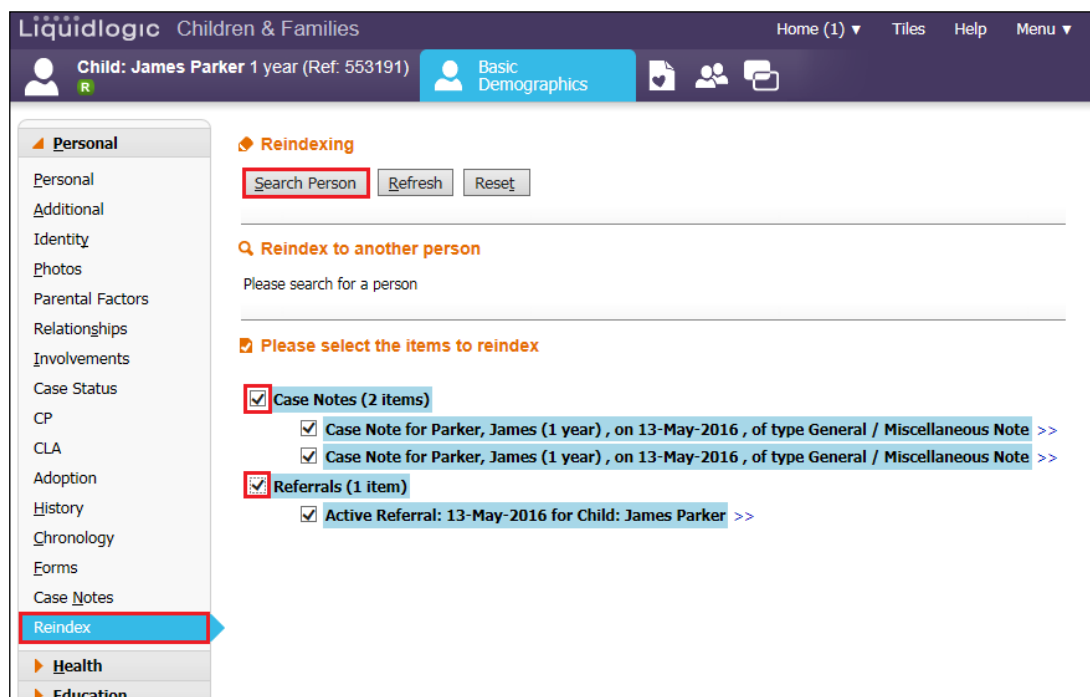 Liquidlogic Children & Families
Home (1) ▼ Tiles Help Menu ▼
Child: James Parker 1 year (Ref: 553191)
R
Basic
Demographics
Personal
Personal
Additional
Identity
Photos
Parental Factors
Relationships
Involvements
Case Status
CP
CLA
Adoption
History
Chronology
Forms
Case Notes
Reindex
Health
Education
Reindexing
Search Person Refresh Reset
Reindex to another person
Please search for a person
Please select the items to reindex
Case Notes (2 items)
Case Note for Parker, James (1 year) , on 13-May-2016 , of type General / Miscellaneous Note >>
Case Note for Parker, James (1 year) , on 13-May-2016 , of type General / Miscellaneous Note >>
Referrals (1 item)
Active Referral: 13-May-2016 for Child: James Parker >>